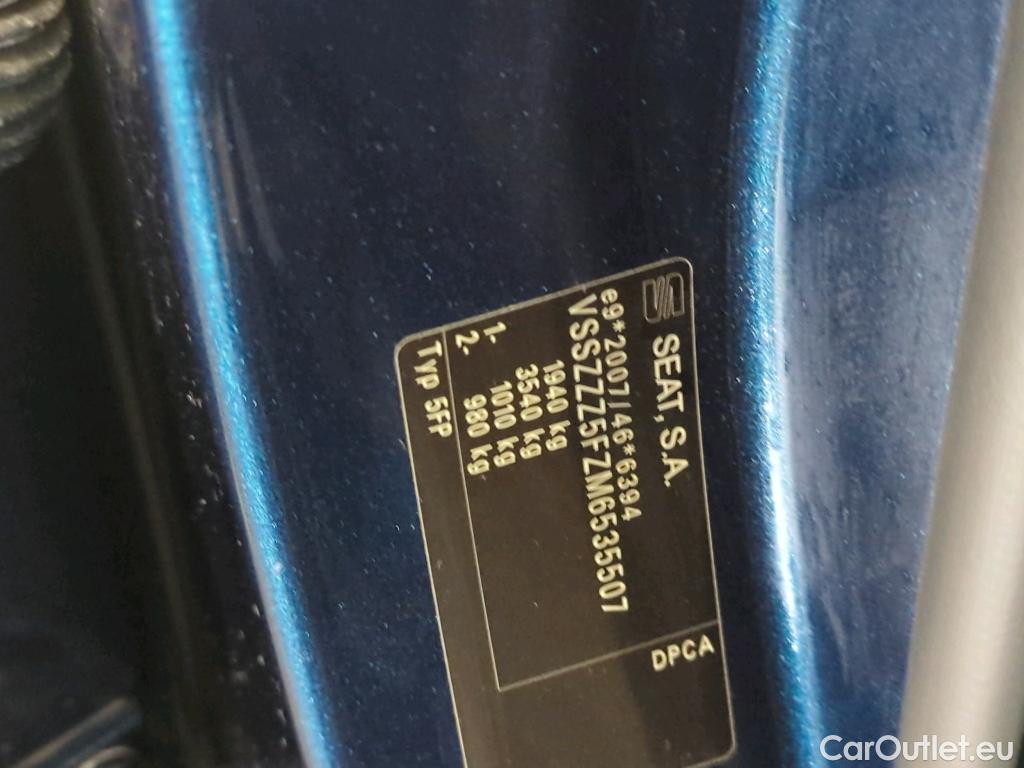 SEAT, S.A.
e9*2007/46*6394
VSSZZZ5FZM6535507
1940 kg
3540 kg
1- 1010 kg
2- 980 kg
Typ 5FP
DPCA
CarOutlet.eu